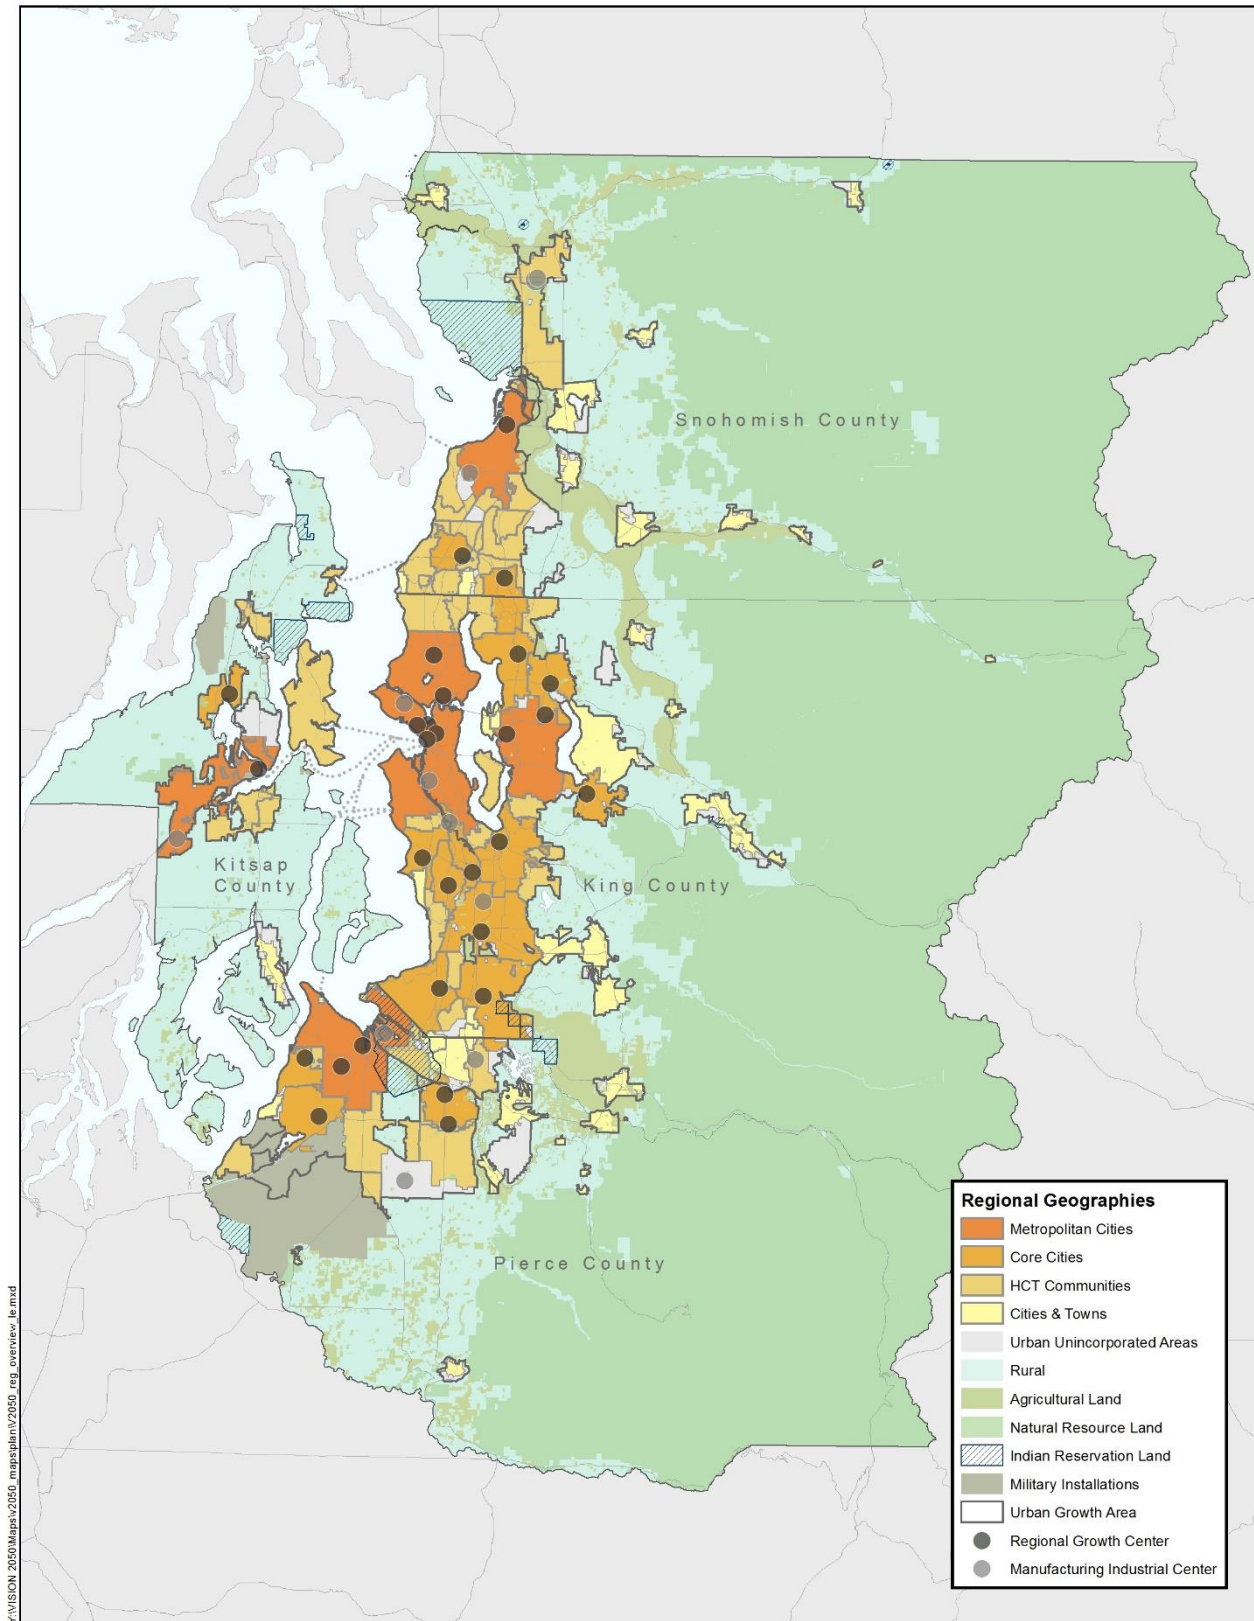 Snohomish County
Kitsap
County
King County
Pierce County
Regional Geographies
Metropolitan Cities
Core Cities
HCT Communities
Cities & Towns
Urban Unincorporated Areas
Rural
Agricultural Land
Natural Resource Land
Indian Reservation Land
Military Installations
Urban Growth Area
Regional Growth Center
Manufacturing Industrial Center
Y:\VISION 2050\Maps\v2050_maps\plan\V2050_reg_overview_le.mxd